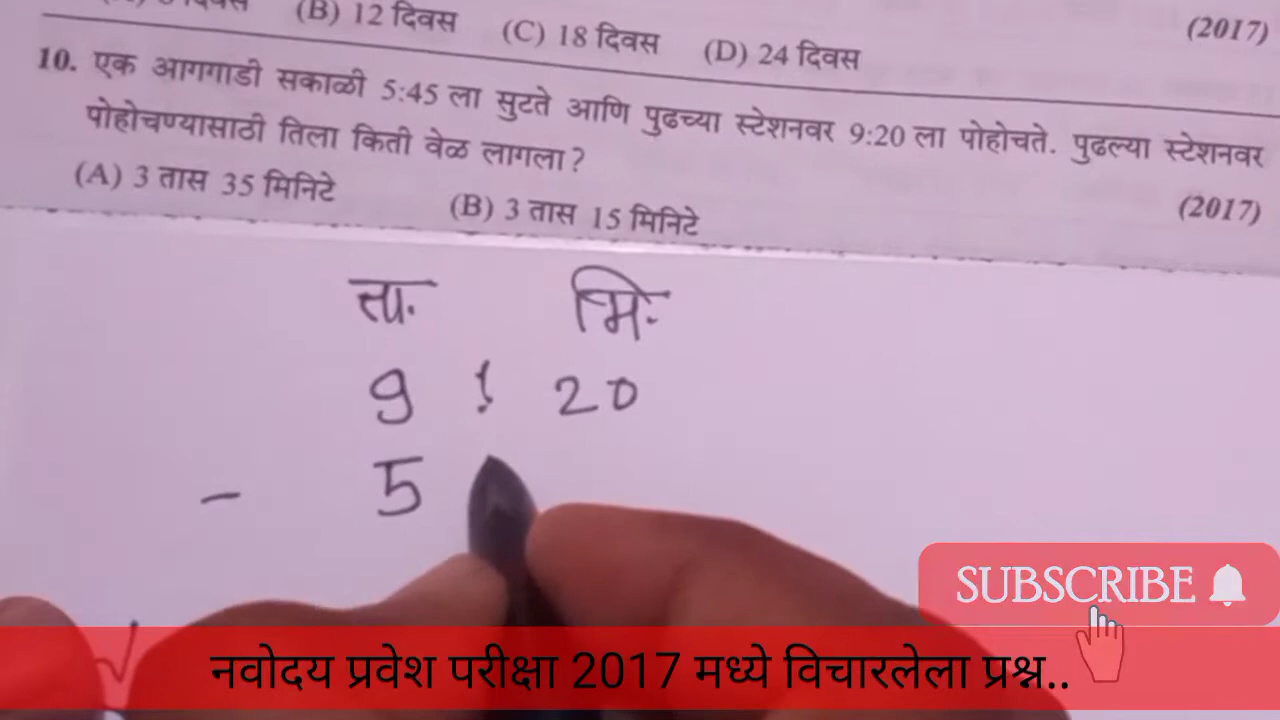 (B) 12 दिवस (C) 18 दिवस (D) 24 दिवस (2017)
10. एक आगगाडी सकाळी 5:45 ला सुटते आणि पुढच्या स्टेशनवर 9:20 ला पोहोचते. पुढल्या स्टेशनवर
पोहोचण्यासाठी तिला किती वेळ लागला? (2017)
(A) 3 तास 35 मिनिटे (B) 3 तास 15 मिनिटे
ता. मि.
9 : 20
- 5
SUBSCRIBE
नवोदय प्रवेश परीक्षा 2017 मध्ये विचारलेला प्रश्न..